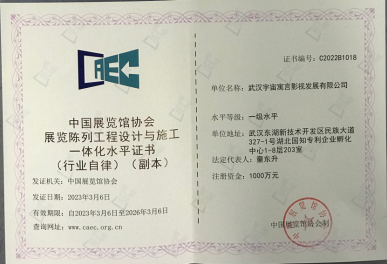 CAEC
中国展览馆协会
展览陈列工程设计与施工
一体化水平证书
（行业自律）（副本）
发证机关：中国展览馆协会
发证日期：2023年3月6日
有效期限：自2023年3月6日至2026年3月6日
查询网址：www.caec.org.cn
证书编号：C2022B1018
单位名称：武汉宇宙寓言影视发展有限公司
水平等级：一级水平
单位地址：武汉东湖新技术开发区民族大道
327-1号湖北国知专利企业孵化
中心1-8层203室
法定代表人：童东升
注册资金：1000万元
中国展览馆协会制